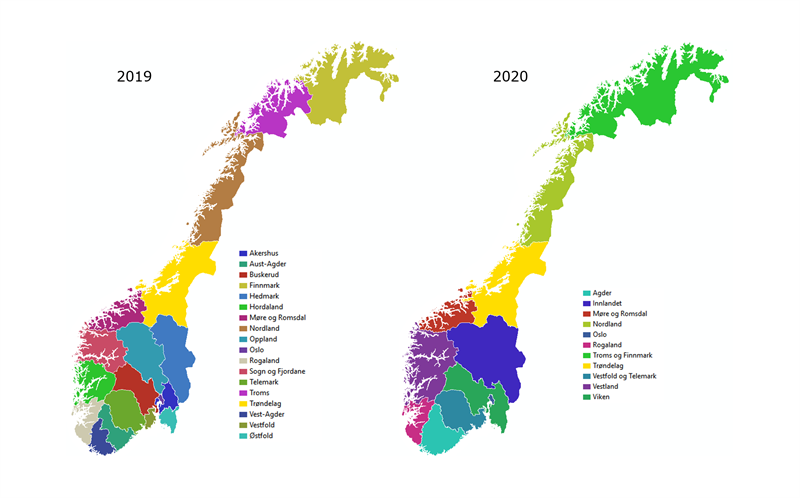 2019
2020
Akershus
Aust-Agder
Buskerud
Finnmark
Hedmark
Hordaland
Møre og Romsdal
Nordland
Oppland
Oslo
Rogaland
Sogn og Fjordane
Telemark
Troms
Trøndelag
Vest-Agder
Vestfold
Østfold
Agder
Innlandet
Møre og Romsdal
Nordland
Oslo
Rogaland
Troms og Finnmark
Trøndelag
Vestfold og Telemark
Vestland
Viken